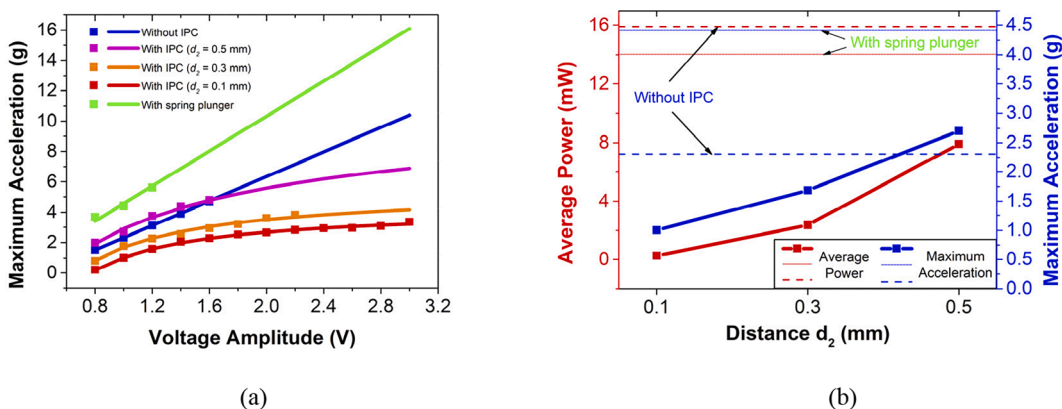 Maximum Acceleration (g)
16
14
12
10
8
6
4
2
0
Without IPC
With IPC (d2 = 0.5 mm)
With IPC (d2 = 0.3 mm)
With IPC (d2 = 0.1 mm)
With spring plunger
0.8 1.2 1.6 2.0 2.4 2.8 3.2
Voltage Amplitude (V)
(a)
Average Power (mW)
16
12
8
4
0
With spring plunger
Without IPC
Average Power
Maximum Acceleration
4.5
4.0
3.5
3.0
2.5
2.0
1.5
1.0
0.5
0.0
Maximum Acceleration (g)
0.1 0.3 0.5
Distance d2 (mm)
(b)